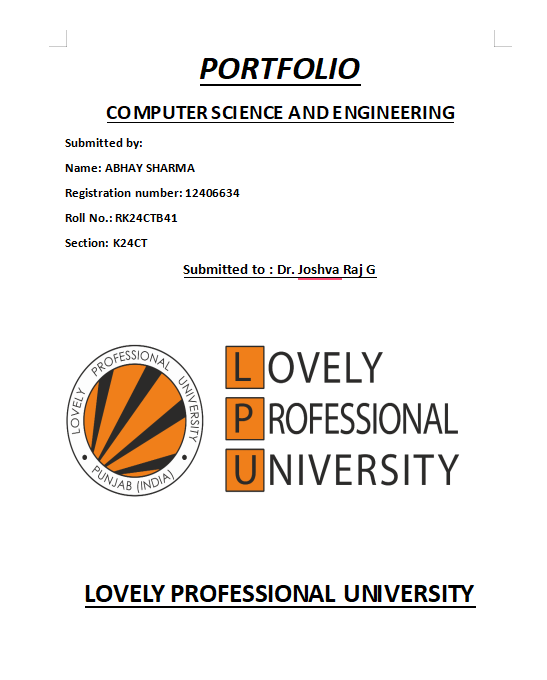 PORTFOLIO
COMPUTER SCIENCE AND ENGINEERING
Submitted by:
Name: ABHAY SHARMA
Registration number: 12406634
Roll No.: RK24CTB41
Section: K24CT
Submitted to : Dr. Joshva Raj G
LOVELY PROFESSIONAL UNIVERSITY
PUNJAB (INDIA)
LOVELY
PROFESSIONAL
UNIVERSITY
LOVELY PROFESSIONAL UNIVERSITY